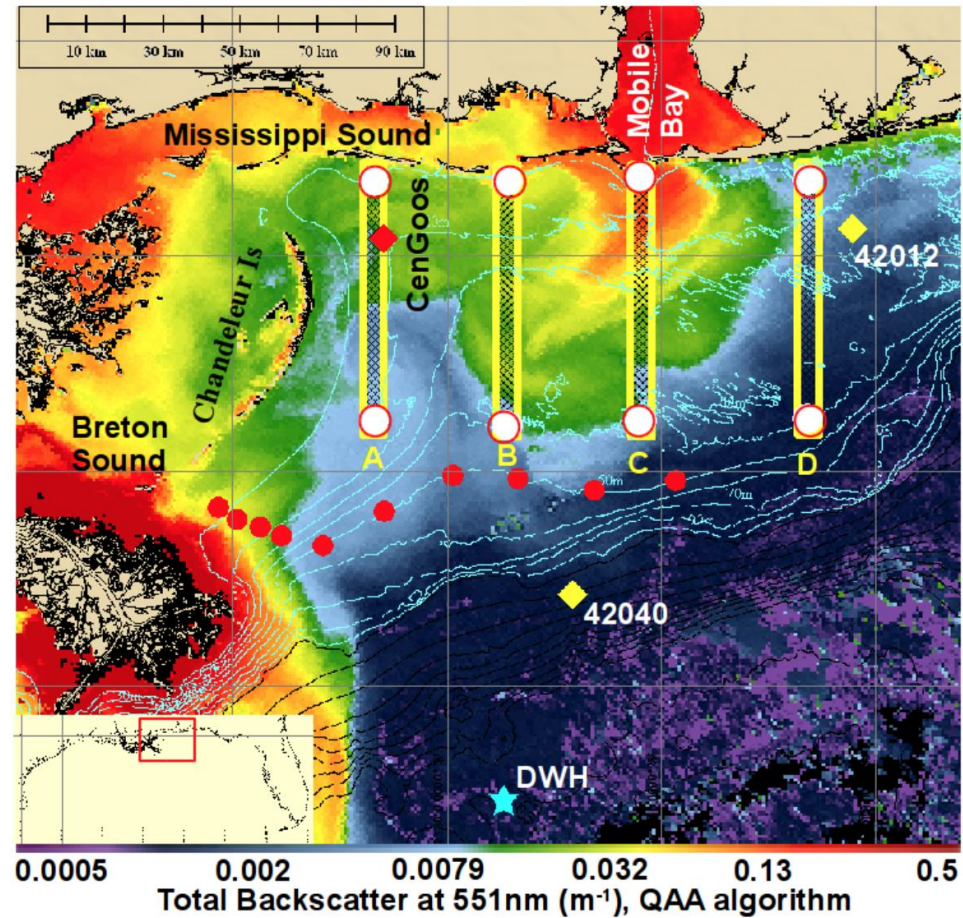 10 km 30 km 50 km 70 km 90 km
Mobile
Bay
Mississippi Sound
CenGoos
42012
Chandeleur Is
Breton
Sound
A B C D
50m
70m
42040
DWH
0.0005 0.002 0.0079 0.032 0.13 0.5
Total Backscatter at 551nm (m⁻¹), QAA algorithm